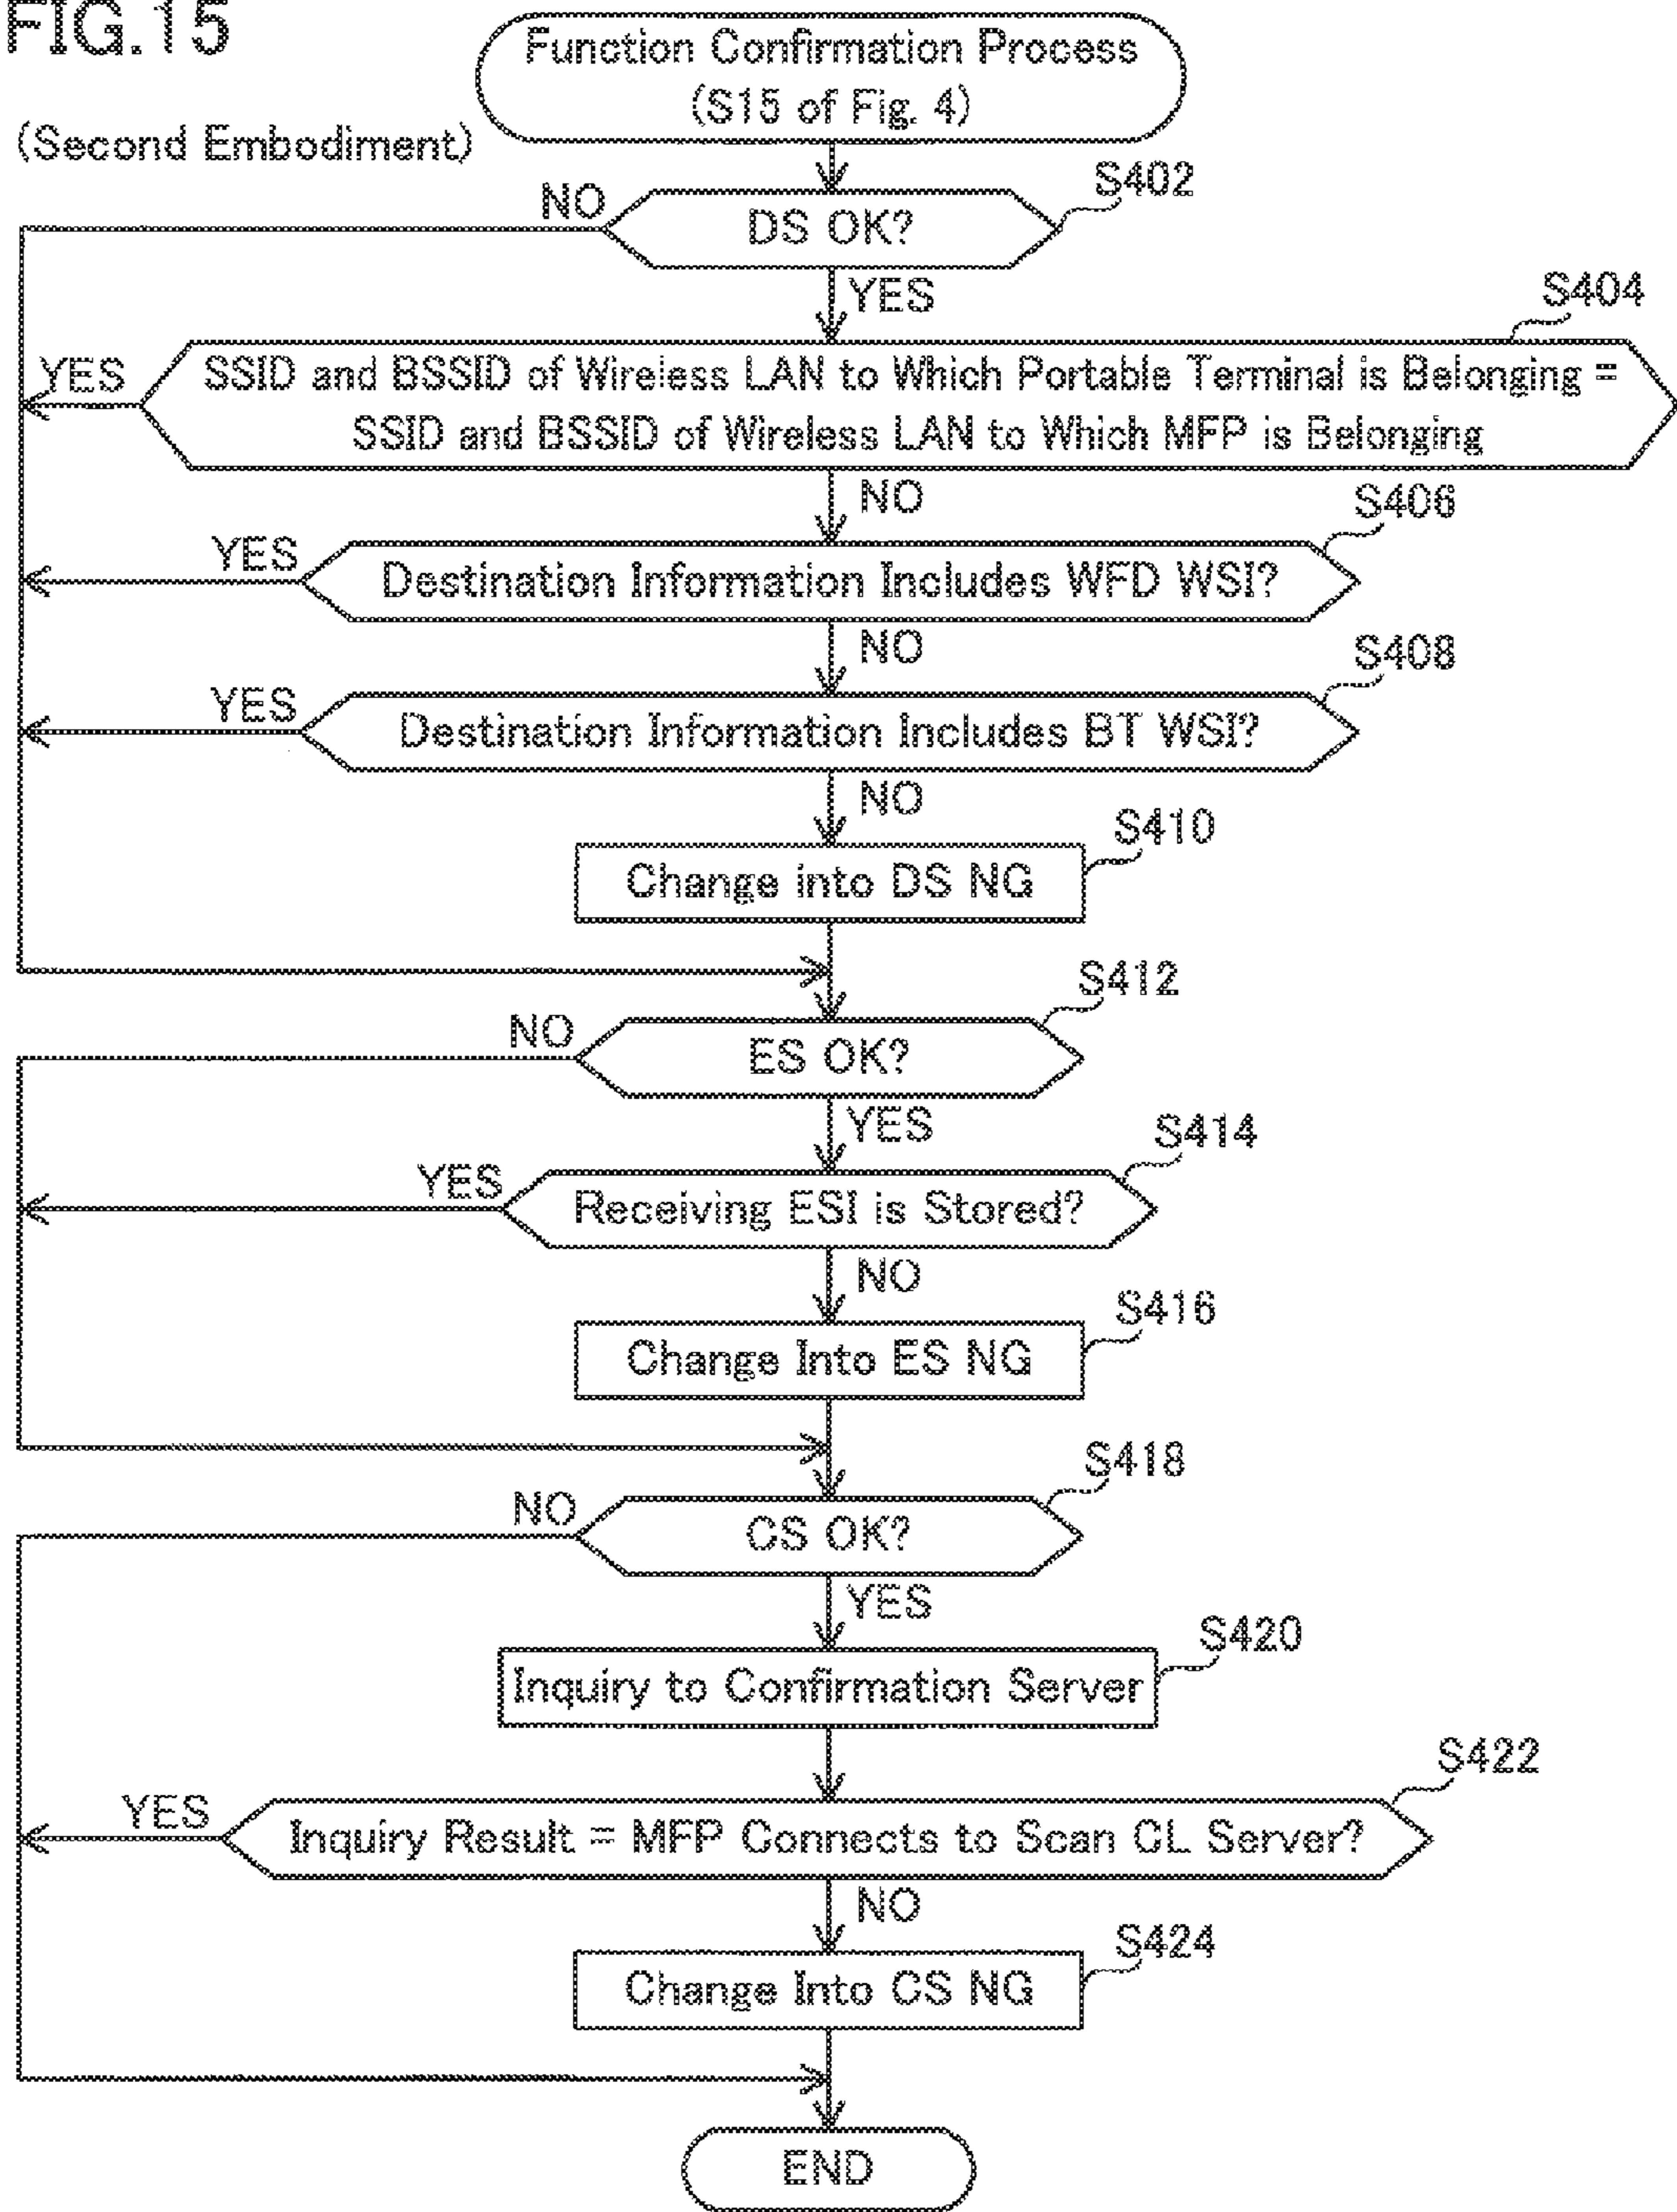 FIG.15
(Second Embodiment)
Function Confirmation Process
(S15 of Fig. 4)
S402
NO
DS OK?
YES
S404
YES
SSID and BSSID of Wireless LAN to Which Portable Terminal is Belonging =
SSID and BSSID of Wireless LAN to Which MFP is Belonging
NO
S406
YES
Destination Information Includes WFD WSI?
NO
S408
YES
Destination Information Includes BT WSI?
NO
S410
Change into DS NG
S412
NO
ES OK?
YES
S414
YES
Receiving ESI is Stored?
NO
S416
Change Into ES NG
S418
NO
CS OK?
YES
S420
Inquiry to Confirmation Server
S422
YES
Inquiry Result = MFP Connects to Scan CL Server?
NO
S424
Change Into CS NG
END